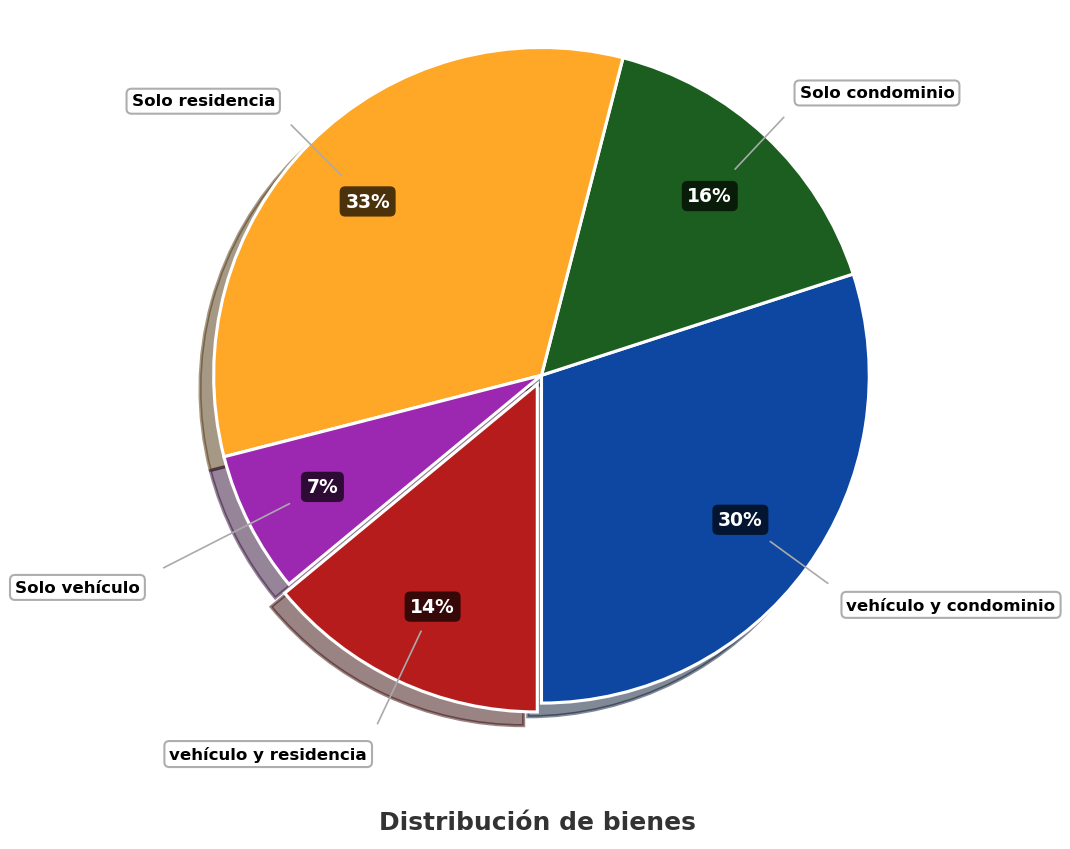 Solo condominio
Solo residencia
16%
33%
7%
30%
Solo vehículo
14%
vehículo y condominio
vehículo y residencia
Distribución de bienes